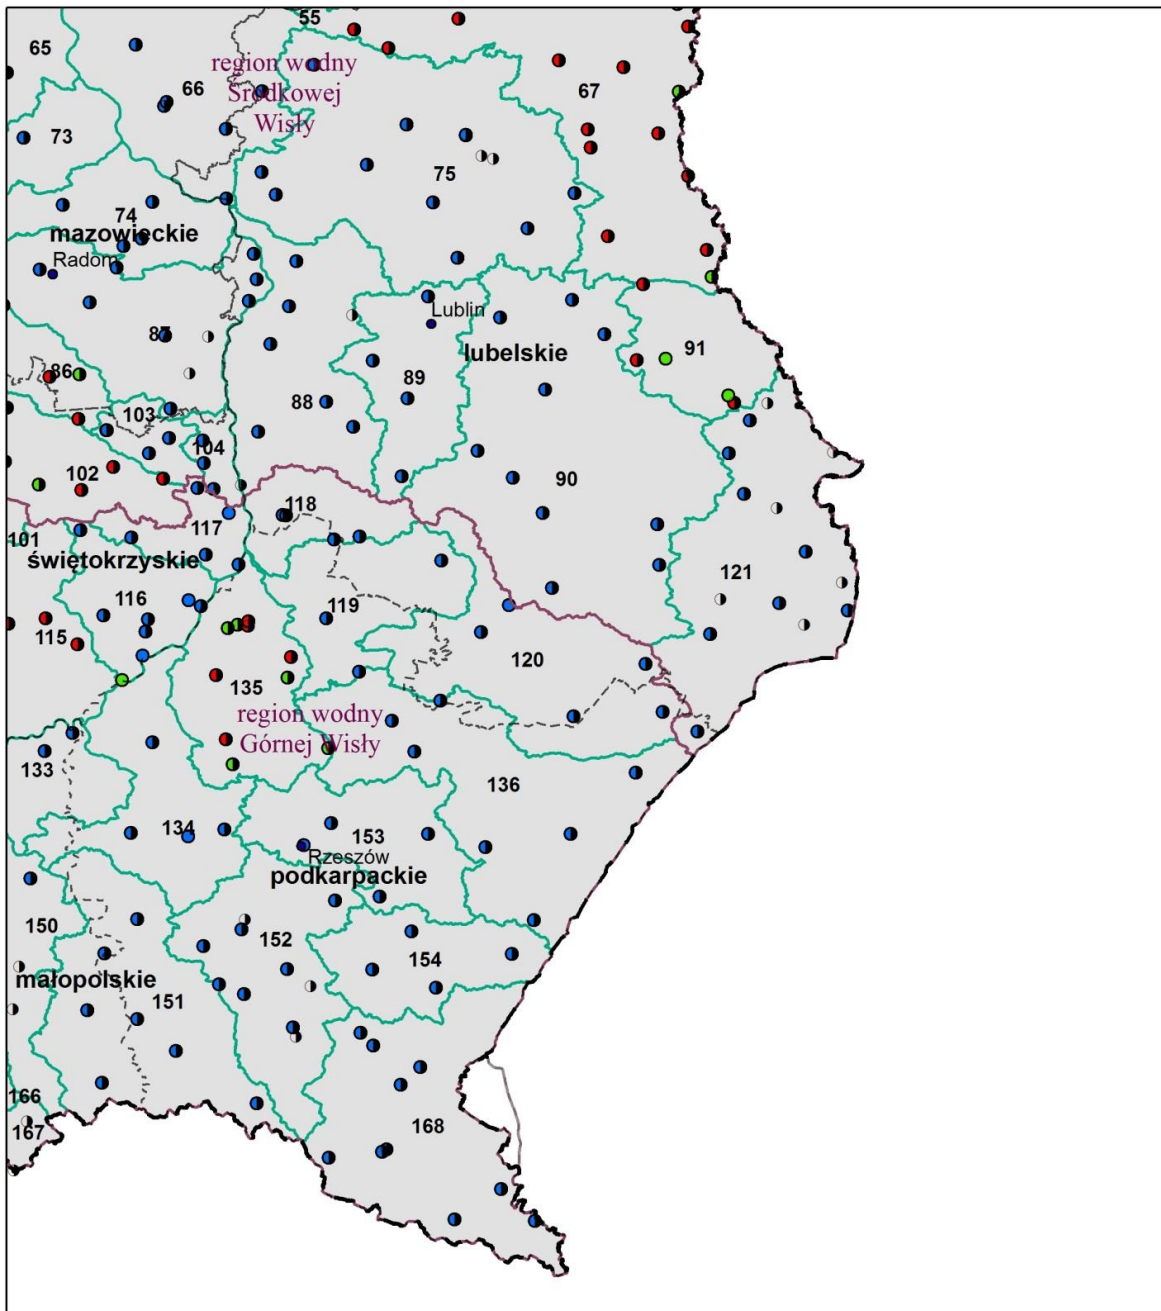 55
65
region wodny
Środkowej
Wisły
66
67
73
75
74
mazowieckie
Radom
Lublin
87
lubelskie
91
86
89
88
103
104
102
90
118
117
101
świętokrzyskie
121
116
119
115
120
135
region wodny
Górnej Wisły
133
136
134
153
Rzeszów
podkarpackie
150
152
154
małopolskie
151
166
168
167